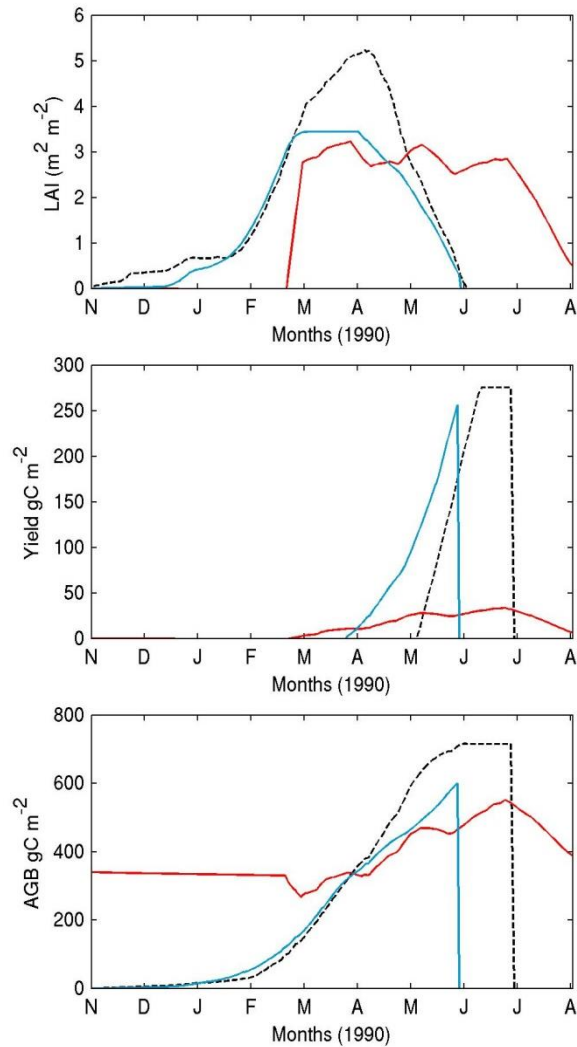 6
5
4
3
2
1
0
LAI (m² m⁻²)
N D J F M A M J J A
Months (1990)
300
250
200
150
100
50
0
Yield gC m⁻²
N D J F M A M J J A
Months (1990)
800
600
400
200
0
AGB gC m⁻²
N D J F M A M J J A
Months (1990)